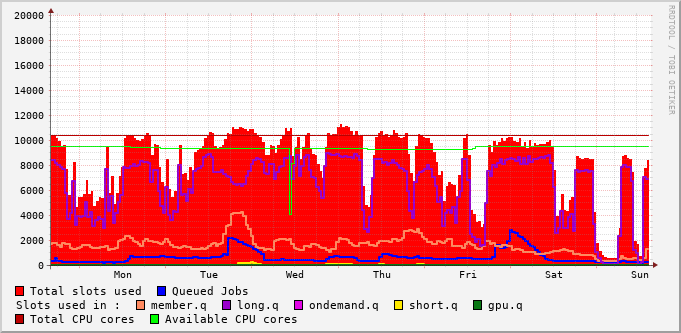 20000
18000
16000
14000
12000
10000
8000
6000
4000
2000
0
Mon Tue Wed Thu Fri Sat Sun
RRDTOOL / TOBI OETIKER
Total slots used Queued Jobs
Slots used in : member.q long.q ondemand.q short.q gpu.q
Total CPU cores Available CPU cores